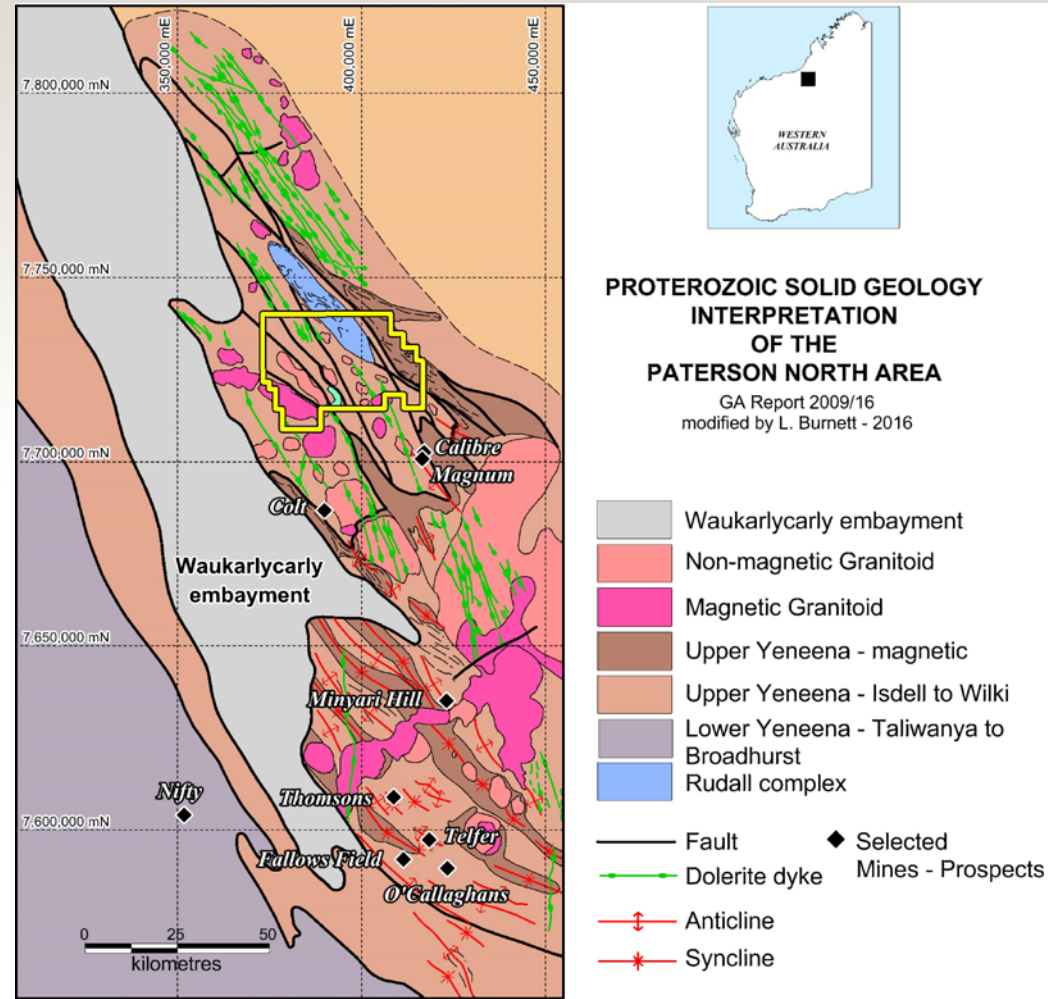 350,000 mE
400,000 mE
450,000 mE
7,800,000 mN
7,750,000 mN
7,700,000 mN
7,650,000 mN
7,600,000 mN
Calibre
Magnum
Colt
Waukarlycarly
embayment
Minyari Hill
Nifty
Thomsons
Telfer
Fallows Field
O'Callaghans
0 25 50
kilometres
WESTERN
AUSTRALIA
PROTEROZOIC SOLID GEOLOGY
INTERPRETATION
OF THE
PATERSON NORTH AREA
GA Report 2009/16
modified by L. Burnett - 2016
Waukarlycarly embayment
Non-magnetic Granitoid
Magnetic Granitoid
Upper Yeneena - magnetic
Upper Yeneena - Isdell to Wilki
Lower Yeneena - Taliwanya to
Broadhurst
Rudall complex
Fault
Dolerite dyke
Anticline
Syncline
Selected
Mines - Prospects